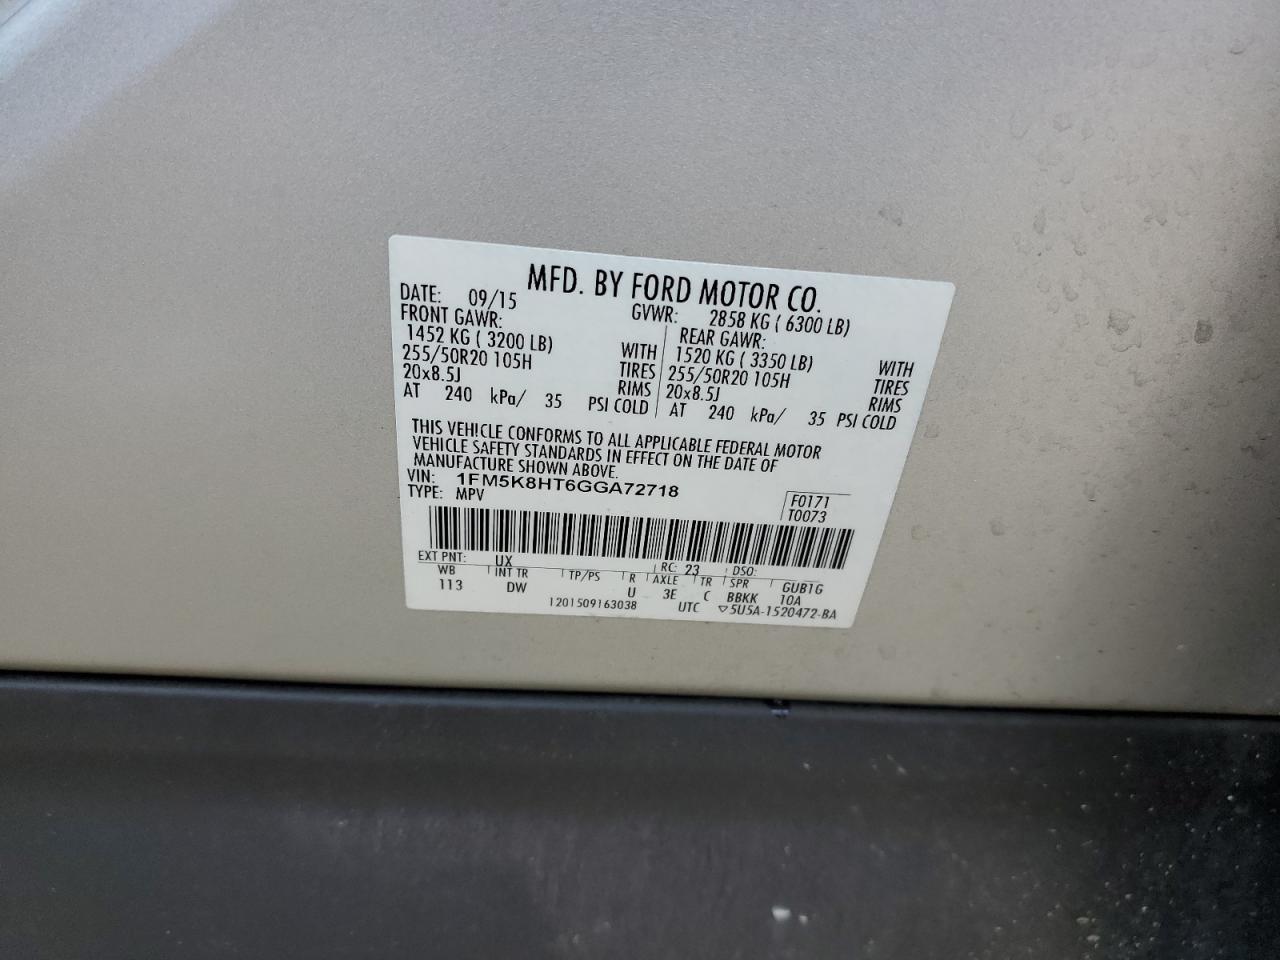 MFD. BY FORD MOTOR CO.
DATE: 09/15 GVWR: 2858 KG ( 6300 LB)
FRONT GAWR: REAR GAWR:
1452 KG ( 3200 LB) WITH 1520 KG ( 3350 LB) WITH
255/50R20 105H TIRES 255/50R20 105H TIRES
20x8.5J RIMS 20x8.5J RIMS
AT 240 kPa/ 35 PSI COLD AT 240 kPa/ 35 PSI COLD
THIS VEHICLE CONFORMS TO ALL APPLICABLE FEDERAL MOTOR
VEHICLE SAFETY STANDARDS IN EFFECT ON THE DATE OF
MANUFACTURE SHOWN ABOVE.
VIN: 1FM5K8HT6GGA72718
TYPE: MPV
F0171
T0073
EXT PNT: UX RC: 23 DSO:
WB INT TR TP/PS R AXLE TR SPR GUB1G
113 DW U 3E C BBKK 10A
1201509163038 UTC ▽5U5A-1520472-BA